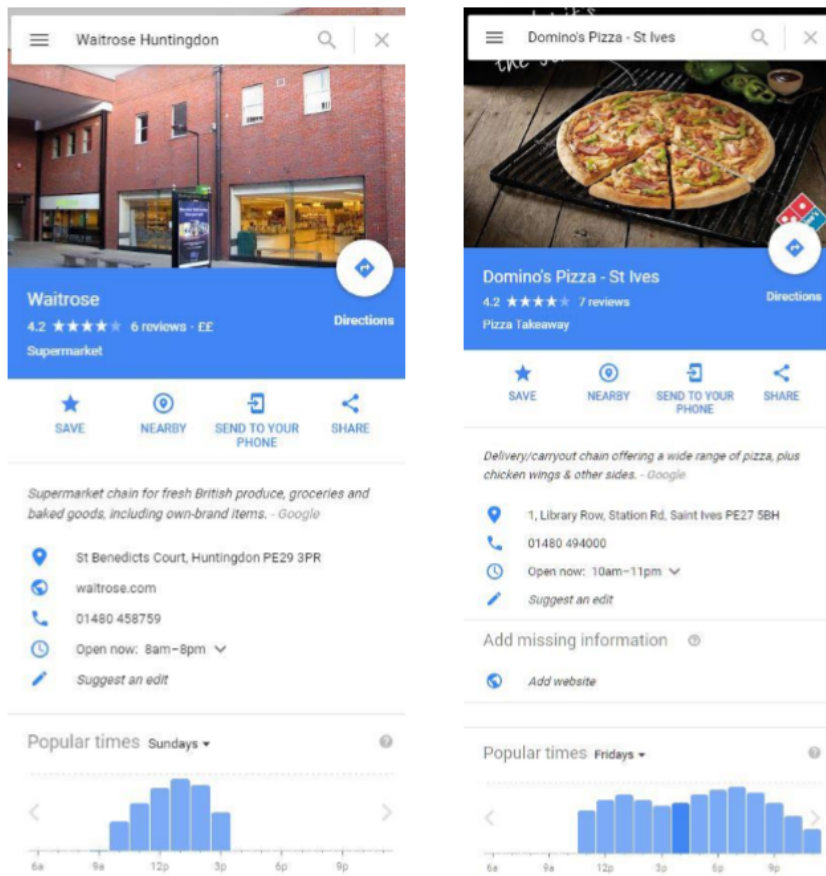 Waitrose Huntingdon
Waitrose
4.2 ★★★★★ 6 reviews · ££
Supermarket
Directions
SAVE
NEARBY
SEND TO YOUR
PHONE
SHARE
Supermarket chain for fresh British produce, groceries and
baked goods, including own-brand items. - Google
St Benedicts Court, Huntingdon PE29 3PR
waitrose.com
01480 458759
Open now: 8am–8pm
Suggest an edit
Popular times Sundays
6a 9a 12p 3p 6p 9p
Domino's Pizza - St Ives
the
Domino's Pizza - St Ives
4.2 ★★★★★ 7 reviews
Pizza Takeaway
Directions
SAVE
NEARBY
SEND TO YOUR
PHONE
SHARE
Delivery/carryout chain offering a wide range of pizza, plus
chicken wings & other sides. - Google
1, Library Row, Station Rd, Saint Ives PE27 5BH
01480 494000
Open now: 10am–11pm
Suggest an edit
Add missing information
Add website
Popular times Fridays
6a 9a 12p 3p 6p 9p